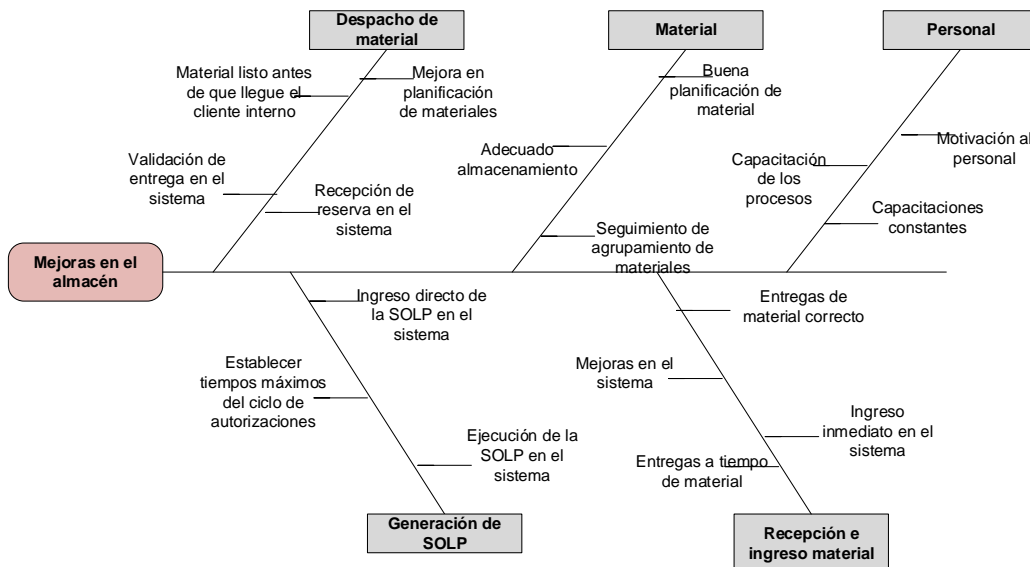 Despacho de
material
Material
Personal
Material listo antes
de que llegue el
cliente interno
Mejora en
planificación
de materiales
Validación de
entrega en el
sistema
Recepción de
reserva en el
sistema
Buena
planificación de
material
Adecuado
almacenamiento
Seguimiento de
agrupamiento de
materiales
Motivación al
personal
Capacitación
de los
procesos
Capacitaciones
constantes
Mejoras en el
almacén
Ingreso directo de
la SOLP en el
sistema
Establecer
tiempos máximos
del ciclo de
autorizaciones
Ejecución de la
SOLP en el
sistema
Entregas de
material correcto
Mejoras en el
sistema
Ingreso
inmediato en el
sistema
Entregas a tiempo
de material
Generación de
SOLP
Recepción e
ingreso material